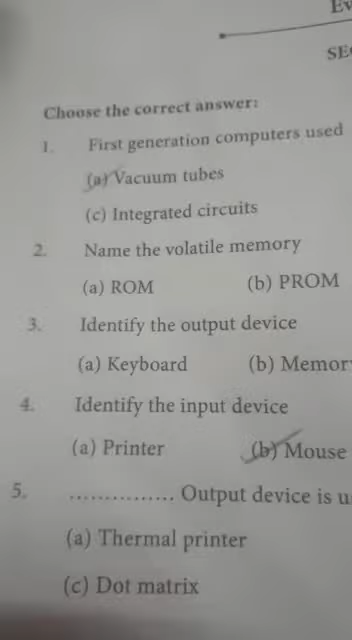 Choose the correct answer:
1. First generation computers used
(a) Vacuum tubes
(c) Integrated circuits
2. Name the volatile memory
(a) ROM (b) PROM
3. Identify the output device
(a) Keyboard (b) Memor
4. Identify the input device
(a) Printer (b) Mouse
5. ............... Output device is u
(a) Thermal printer
(c) Dot matrix